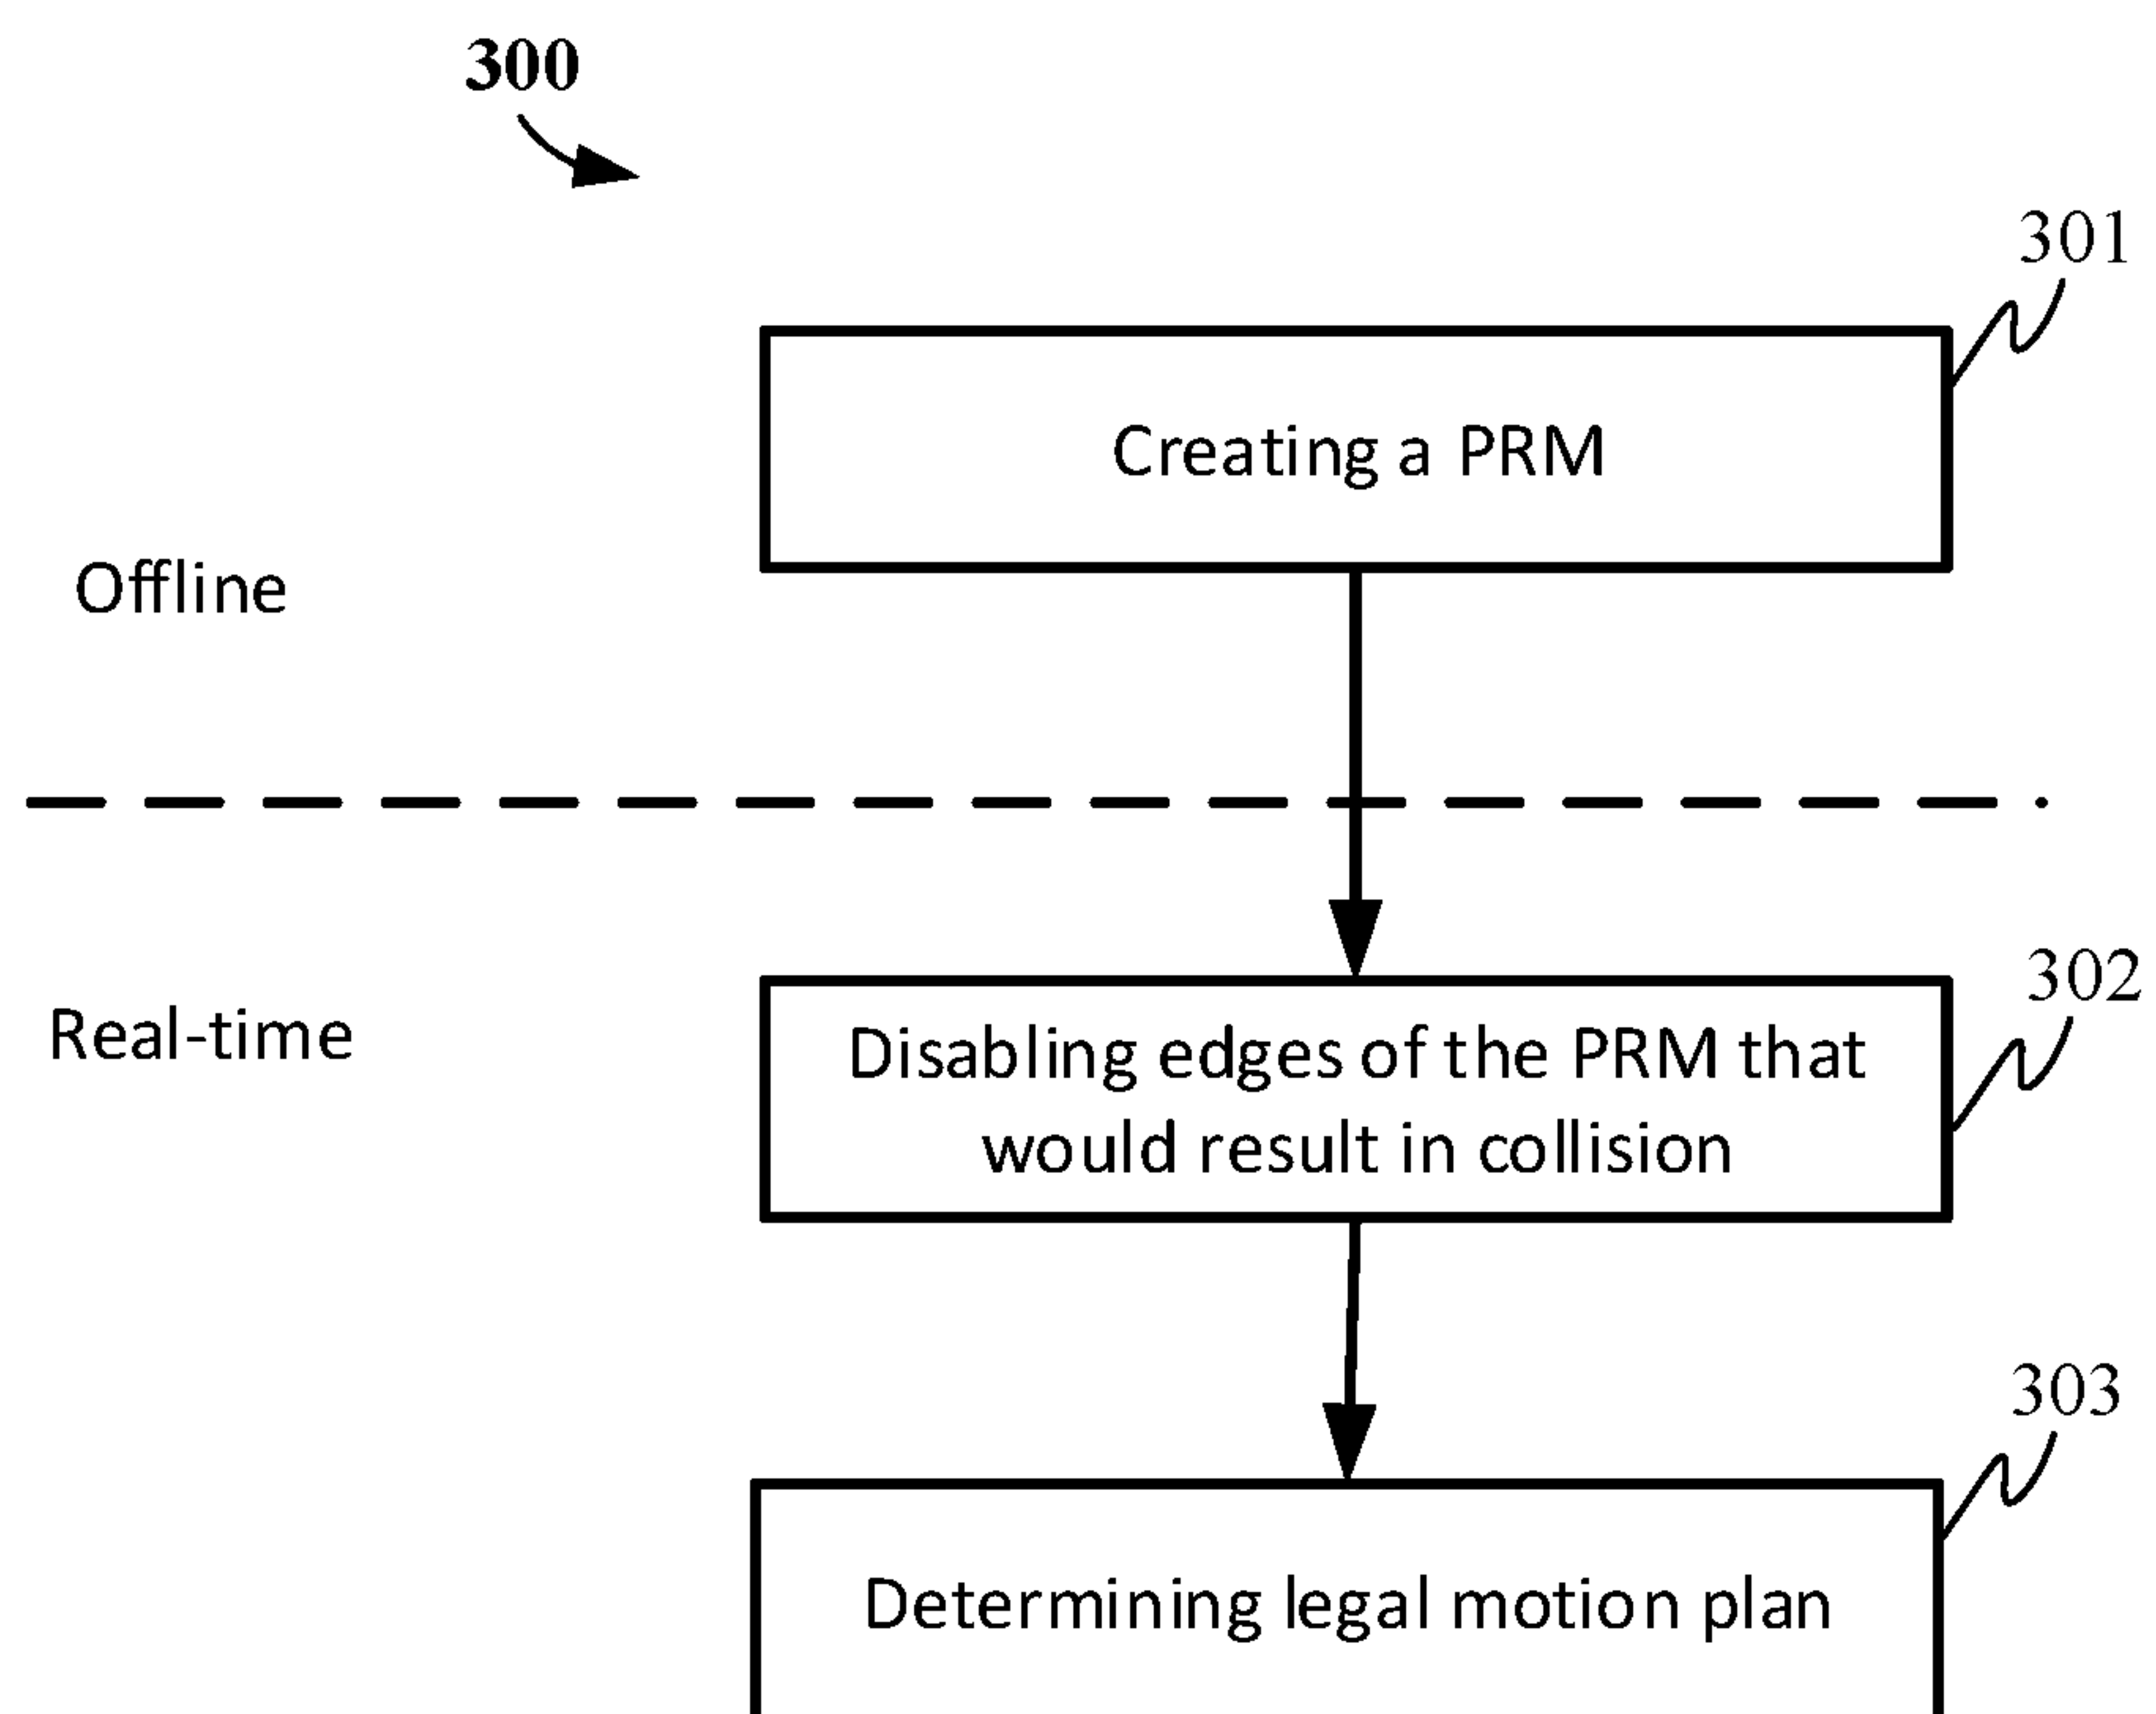 300
301
Creating a PRM
Offline
Real-time
302
Disabling edges of the PRM that
would result in collision
303
Determining legal motion plan